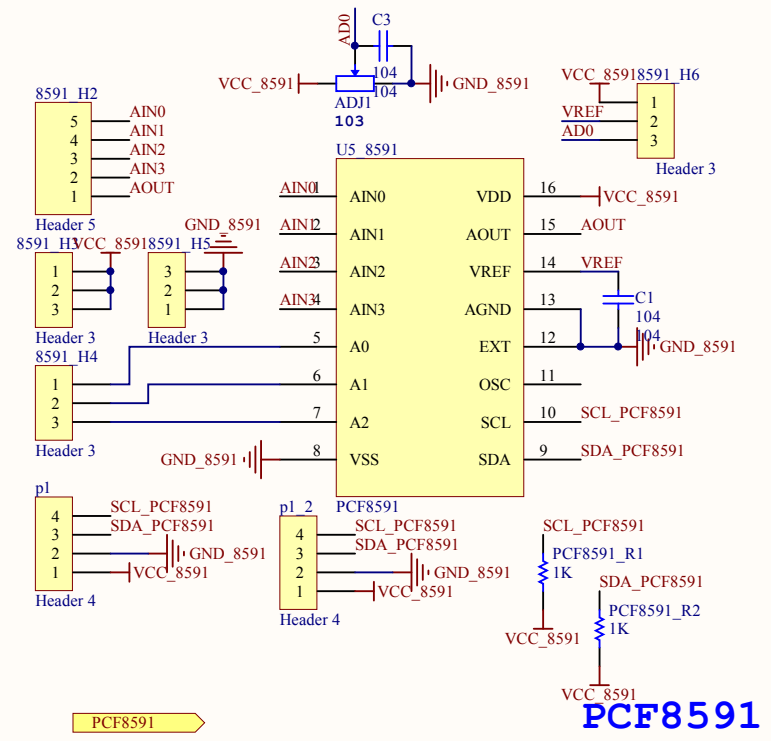 AD0
C3
104
104
VCC_8591
GND_8591
ADJ1
103
VCC_8591
8591_H6
1
VREF
2
AD0
3
Header 3
8591_H2
5
AIN0
4
AIN1
3
AIN2
2
AIN3
1
AOUT
Header 5
8591_H3
VCC_8591
1
2
3
Header 3
8591_H5
GND_8591
3
2
1
Header 3
8591_H4
1
2
3
Header 3
U5_8591
AIN0
1
AIN0
VDD
16
VCC_8591
AIN1
2
AIN1
AOUT
15
AOUT
AIN2
3
AIN2
VREF
14
VREF
AIN3
4
AIN3
AGND
13
C1
104
104
5
A0
EXT
12
GND_8591
6
A1
OSC
11
7
A2
SCL
10
SCL_PCF8591
GND_8591
8
VSS
SDA
9
SDA_PCF8591
PCF8591
p1
4
SCL_PCF8591
3
SDA_PCF8591
2
GND_8591
1
VCC_8591
Header 4
p1_2
4
SCL_PCF8591
3
SDA_PCF8591
2
GND_8591
1
VCC_8591
Header 4
SCL_PCF8591
PCF8591_R1
1K
VCC_8591
SDA_PCF8591
PCF8591_R2
1K
VCC_8591
PCF8591
PCF8591